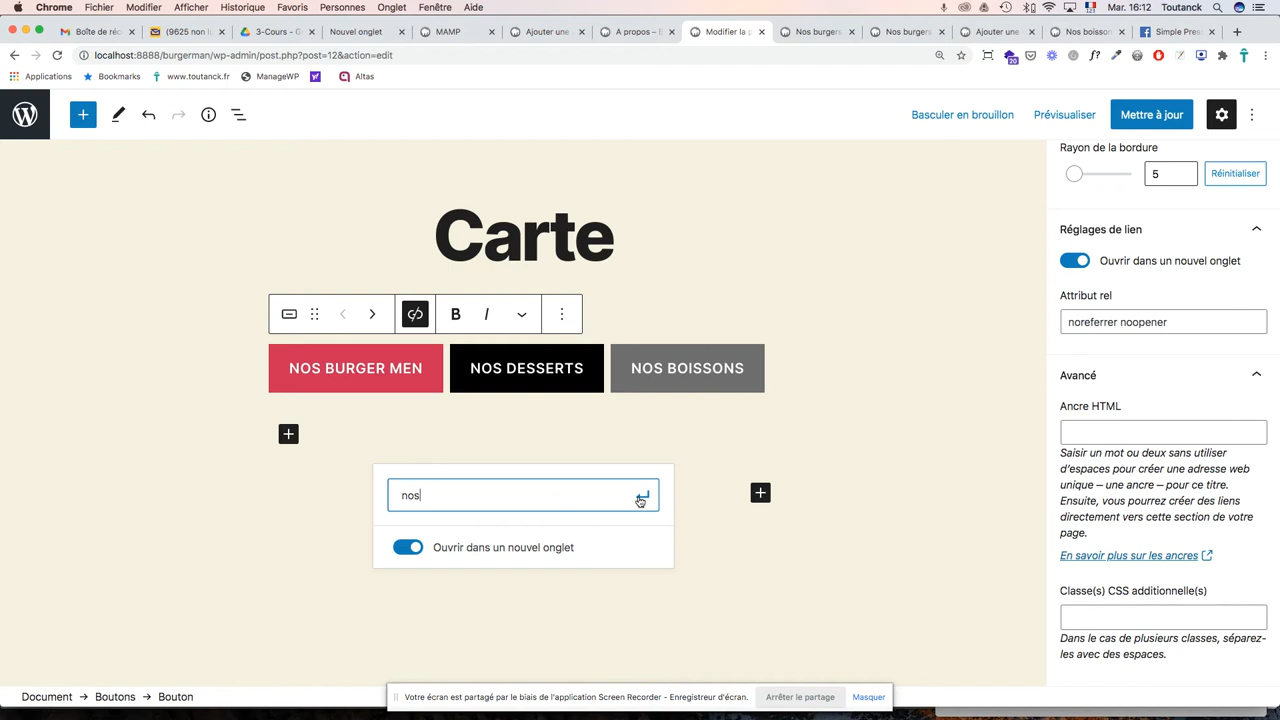 Chrome Fichier Modifier Afficher Historique Favoris Personnes Onglet Fenêtre Aide Mar. 16:12 Toutanck
Boîte de réc (9625 non lu 3-Cours - G Nouvel onglet MAMP Ajouter une A propos – B Modifier la p Nos burgers Nos burgers Ajouter une Nos boisson Simple Pres
localhost:8888/burgerman/wp-admin/post.php?post=12&action=edit 20
Applications Bookmarks www.toutanck.fr ManageWP Altas
Basculer en brouillon Prévisualiser Mettre à jour
Rayon de la bordure
5 Réinitialiser
Carte
Réglages de lien
Ouvrir dans un nouvel onglet
Attribut rel
B I
noreferrer noopener
NOS BURGER MEN NOS DESSERTS NOS BOISSONS
Avancé
Ancre HTML
Saisir un mot ou deux sans utiliser
d'espaces pour créer une adresse web
unique – une ancre – pour ce titre.
Ensuite, vous pourrez créer des liens
directement vers cette section de votre
page.
nos
Ouvrir dans un nouvel onglet
En savoir plus sur les ancres
Classe(s) CSS additionnelle(s)
Dans le cas de plusieurs classes, séparez-
les avec des espaces.
Document → Boutons → Bouton
Votre écran est partagé par le biais de l'application Screen Recorder - Enregistreur d'écran. Arrêter le partage Masquer